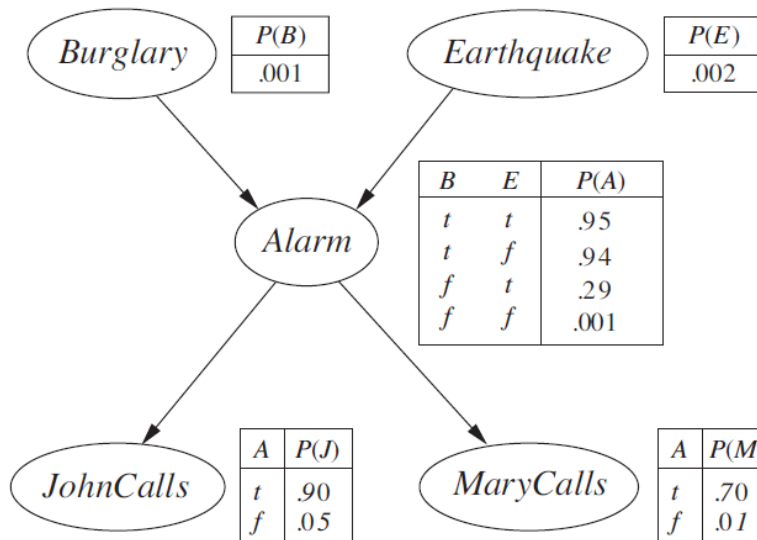 Burglary
P(B)
.001
Earthquake
P(E)
.002
Alarm
B E P(A)
t t .95
t f .94
f t .29
f f .001
JohnCalls
A P(J)
t .90
f .05
MaryCalls
A P(M
t .70
f .01